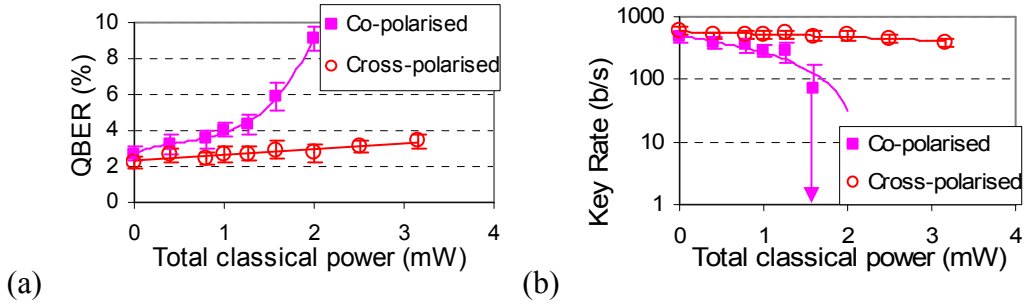 10
8
6
4
2
0
QBER (%)
Co-polarised
Cross-polarised
0
1
2
3
4
Total classical power (mW)
(a)
1000
100
10
1
Key Rate (b/s)
Co-polarised
Cross-polarised
0
1
2
3
4
Total classical power (mW)
(b)